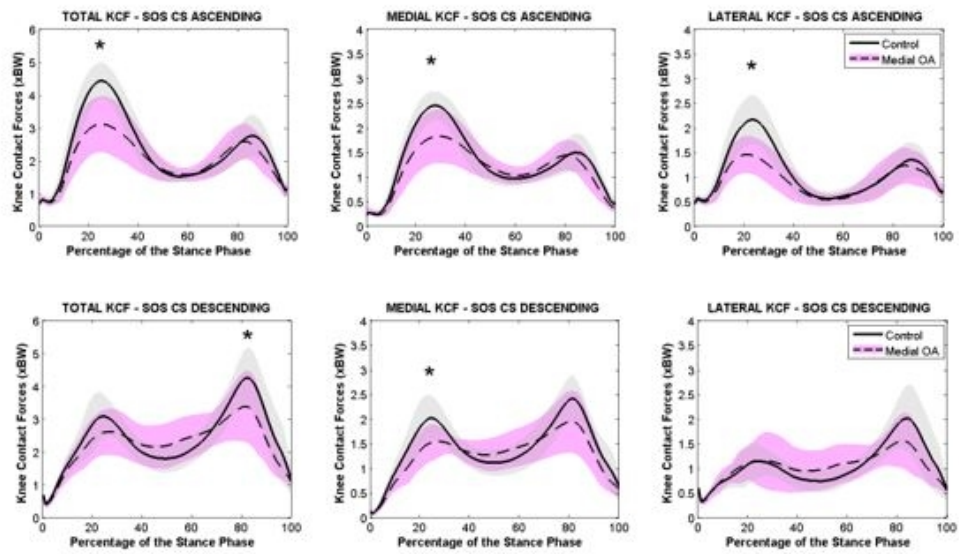 TOTAL KCF - SOS CS ASCENDING
6
5
4
3
2
1
0
Knee Contact Forces (xBW)
*
0 20 40 60 80 100
Percentage of the Stance Phase
MEDIAL KCF - SOS CS ASCENDING
4
3.5
3
2.5
2
1.5
1
0.5
0
Knee Contact Forces (xBW)
*
0 20 40 60 80 100
Percentage of the Stance Phase
LATERAL KCF - SOS CS ASCENDING
4
3.5
3
2.5
2
1.5
1
0.5
0
Knee Contact Forces (xBW)
*
Control
Medial OA
0 20 40 60 80 100
Percentage of the Stance Phase
TOTAL KCF - SOS CS DESCENDING
6
5
4
3
2
1
0
Knee Contact Forces (xBW)
*
0 20 40 60 80 100
Percentage of the Stance Phase
MEDIAL KCF - SOS CS DESCENDING
4
3.5
3
2.5
2
1.5
1
0.5
0
Knee Contact Forces (xBW)
*
0 20 40 60 80 100
Percentage of the Stance Phase
LATERAL KCF - SOS CS DESCENDING
4
3.5
3
2.5
2
1.5
1
0.5
0
Knee Contact Forces (xBW)
Control
Medial OA
0 20 40 60 80 100
Percentage of the Stance Phase